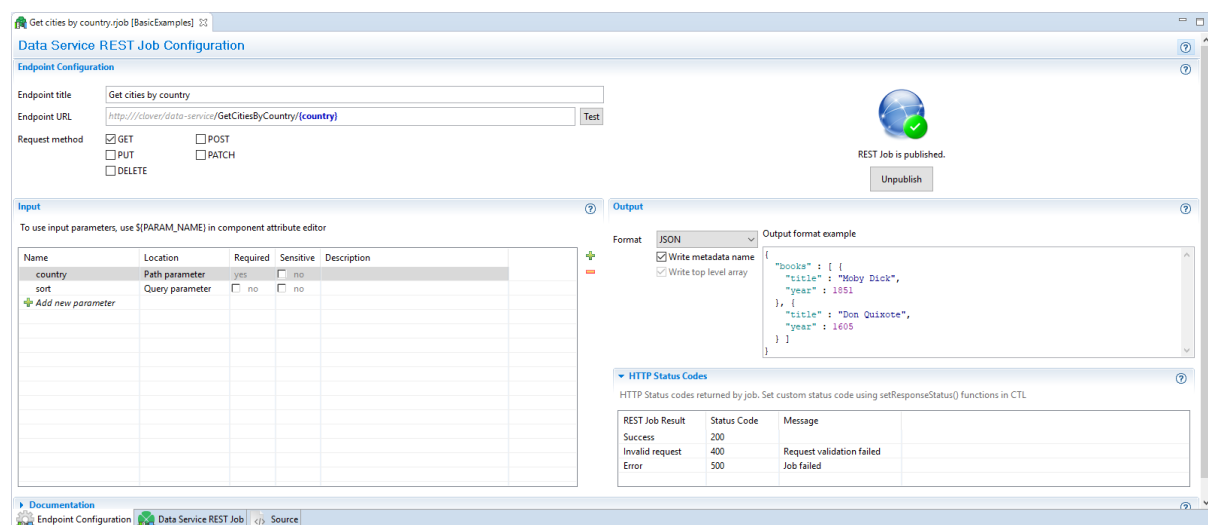 Get cities by country.rjob [BasicExamples]
Data Service REST Job Configuration
Endpoint Configuration
Endpoint title
Get cities by country
Endpoint URL
http:///clover/data-service/GetCitiesByCountry/{country}
Test
Request method
GET
POST
PUT
PATCH
DELETE
REST Job is published.
Unpublish
Input
To use input parameters, use ${PARAM_NAME} in component attribute editor
Name Location Required Sensitive Description
country Path parameter yes no
sort Query parameter no no
Add new parameter
Output
Format
JSON
Write metadata name
Write top level array
Output format example
{
"books" : [ {
"title" : "Moby Dick",
"year" : 1851
}, {
"title" : "Don Quixote",
"year" : 1605
} ]
}
HTTP Status Codes
HTTP Status codes returned by job. Set custom status code using setResponseStatus() functions in CTL
REST Job Result Status Code Message
Success 200
Invalid request 400 Request validation failed
Error 500 Job failed
Documentation
Endpoint Configuration Data Service REST Job Source